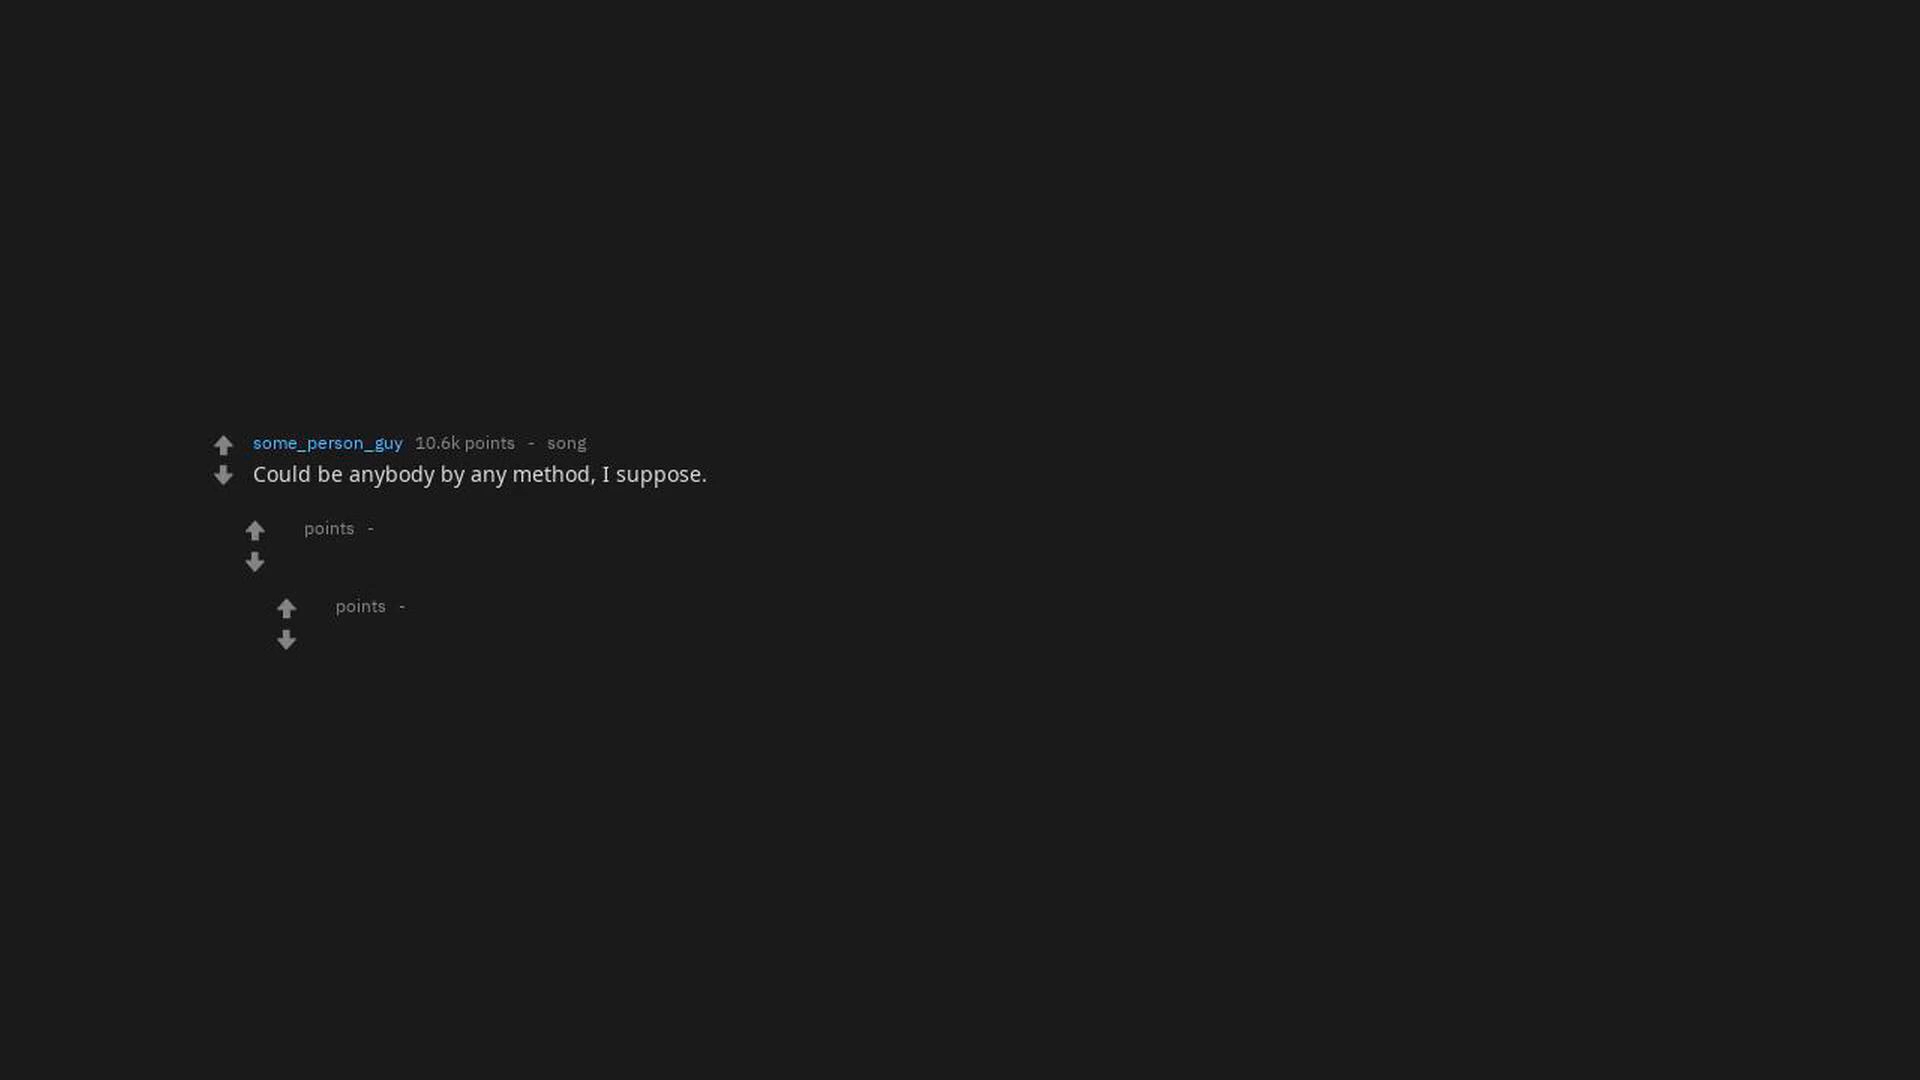 some_person_guy 10.6k points - song
Could be anybody by any method, I suppose.
points -
points -